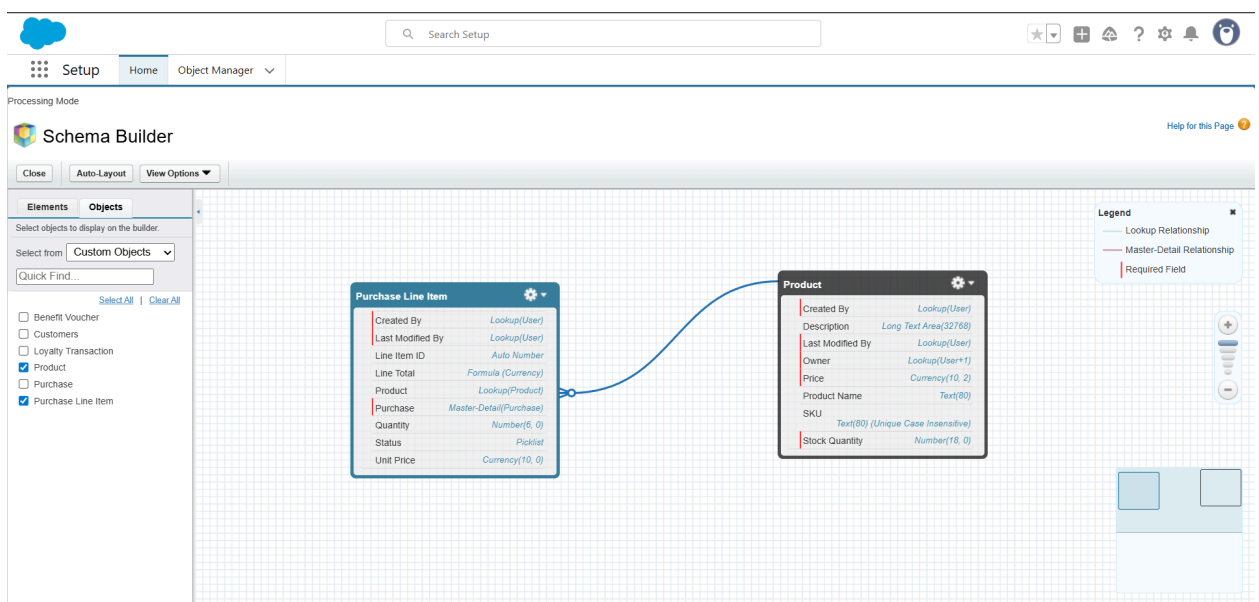 Search Setup
Setup
Home
Object Manager
Processing Mode
Schema Builder
Help for this Page
Close
Auto-Layout
View Options
Elements
Objects
Select objects to display on the builder.
Select from Custom Objects
Quick Find...
Select All | Clear All
Benefit Voucher
Customers
Loyalty Transaction
Product
Purchase
Purchase Line Item
Purchase Line Item
Created By Lookup(User)
Last Modified By Lookup(User)
Line Item ID Auto Number
Line Total Formula (Currency)
Product Lookup(Product)
Purchase Master-Detail(Purchase)
Quantity Number(6, 0)
Status Picklist
Unit Price Currency(10, 0)
Product
Created By Lookup(User)
Description Long Text Area(32768)
Last Modified By Lookup(User)
Owner Lookup(User+1)
Price Currency(10, 2)
Product Name Text(80)
SKU
Text(80) (Unique Case Insensitive)
Stock Quantity Number(18, 0)
Legend
Lookup Relationship
Master-Detail Relationship
Required Field